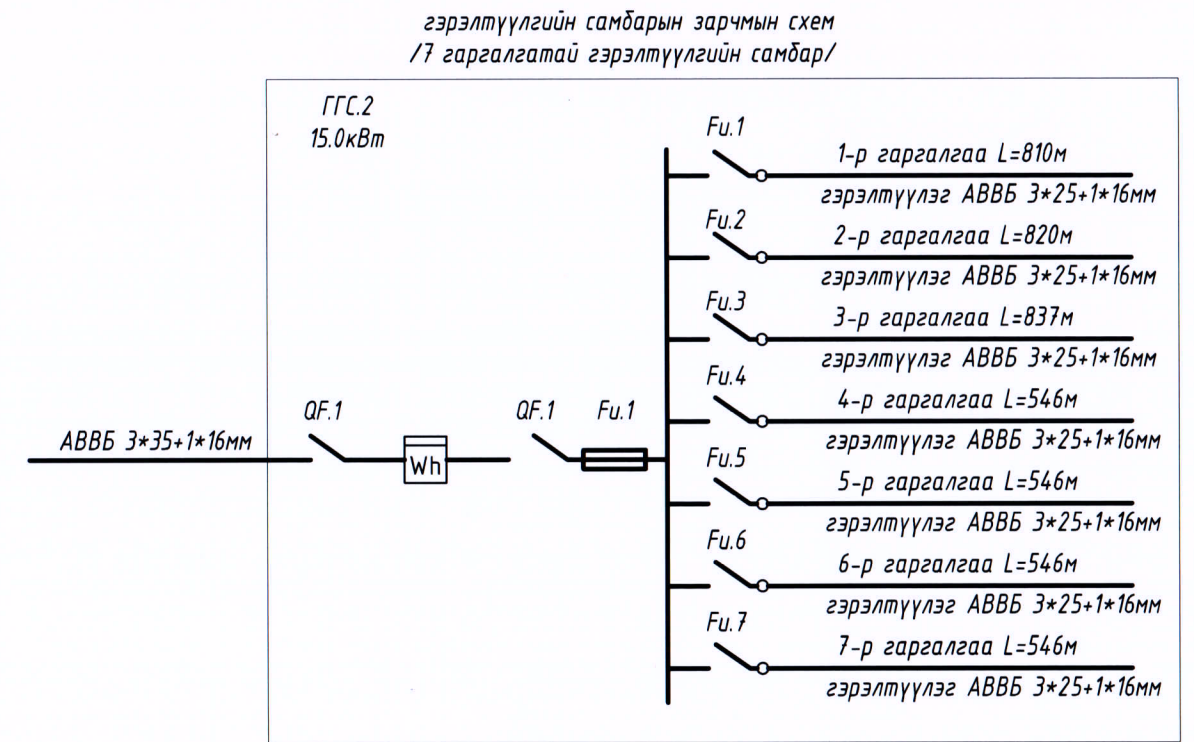 гэрэлтүүлгийн самбарын зарчмын схем
/7 гаргалгатай гэрэлтүүлгийн самбар/
ГГС.2
15.0кВт
АВВБ 3*35+1*16мм
QF.1
Wh
QF.1
Fu.1
Fu.1
1-р гаргалгаа L=810м
гэрэлтүүлэг АВВБ 3*25+1*16мм
Fu.2
2-р гаргалгаа L=820м
гэрэлтүүлэг АВВБ 3*25+1*16мм
Fu.3
3-р гаргалгаа L=837м
гэрэлтүүлэг АВВБ 3*25+1*16мм
Fu.4
4-р гаргалгаа L=546м
гэрэлтүүлэг АВВБ 3*25+1*16мм
Fu.5
5-р гаргалгаа L=546м
гэрэлтүүлэг АВВБ 3*25+1*16мм
Fu.6
6-р гаргалгаа L=546м
гэрэлтүүлэг АВВБ 3*25+1*16мм
Fu.7
7-р гаргалгаа L=546м
гэрэлтүүлэг АВВБ 3*25+1*16мм